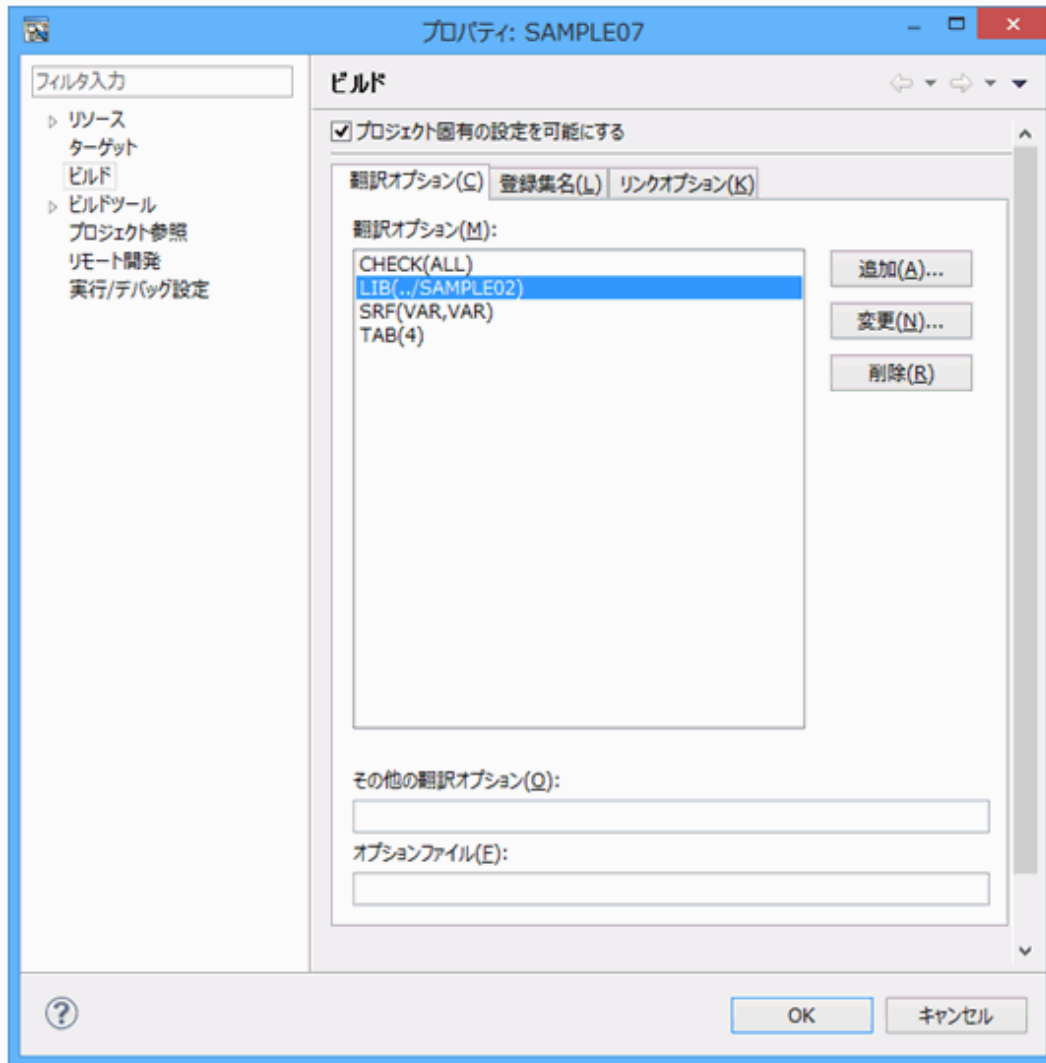 プロパティ: SAMPLE07
フィルタ入力
リソース
ターゲット
ビルド
ビルドツール
プロジェクト参照
リモート開発
実行/デバッグ設定
ビルド
プロジェクト固有の設定を可能にする
翻訳オプション(C) 登録集名(L) リンクオプション(K)
翻訳オプション(M):
CHECK(ALL)
LIB(../SAMPLE02)
SRF(VAR,VAR)
TAB(4)
追加(A)...
変更(N)...
削除(R)
その他の翻訳オプション(O):
オプションファイル(F):
OK キャンセル